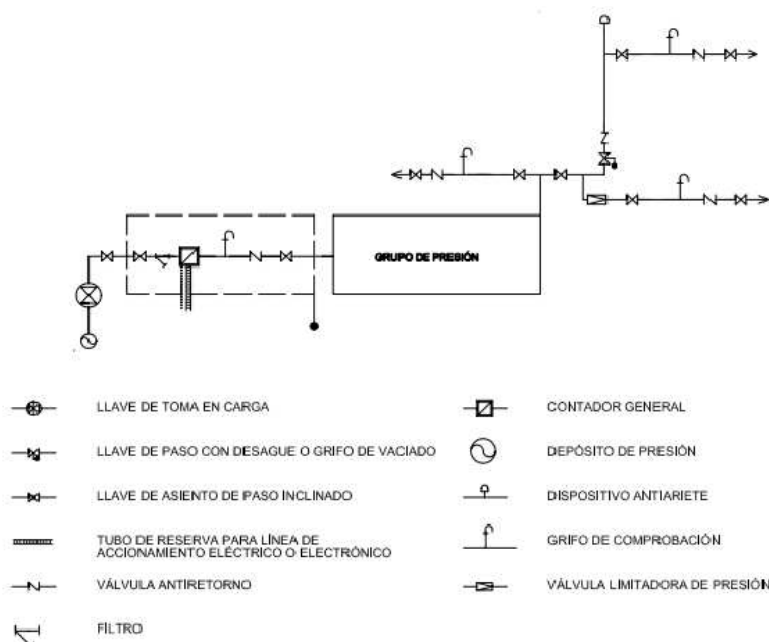 GRUPO DE PRESIÓN
LLAVE DE TOMA EN CARGA
CONTADOR GENERAL
LLAVE DE PASO CON DESAGUE O GRIFO DE VACIADO
DEPÓSITO DE PRESIÓN
LLAVE DE ASIENTO DE PASO INCLINADO
DISPOSITIVO ANTIARIETE
TUBO DE RESERVA PARA LÍNEA DE
ACCIONAMIENTO ELÉCTRICO O ELECTRÓNICO
GRIFO DE COMPROBACIÓN
VÁLVULA ANTIRETORNO
VÁLVULA LIMITADORA DE PRESIÓN
FILTRO